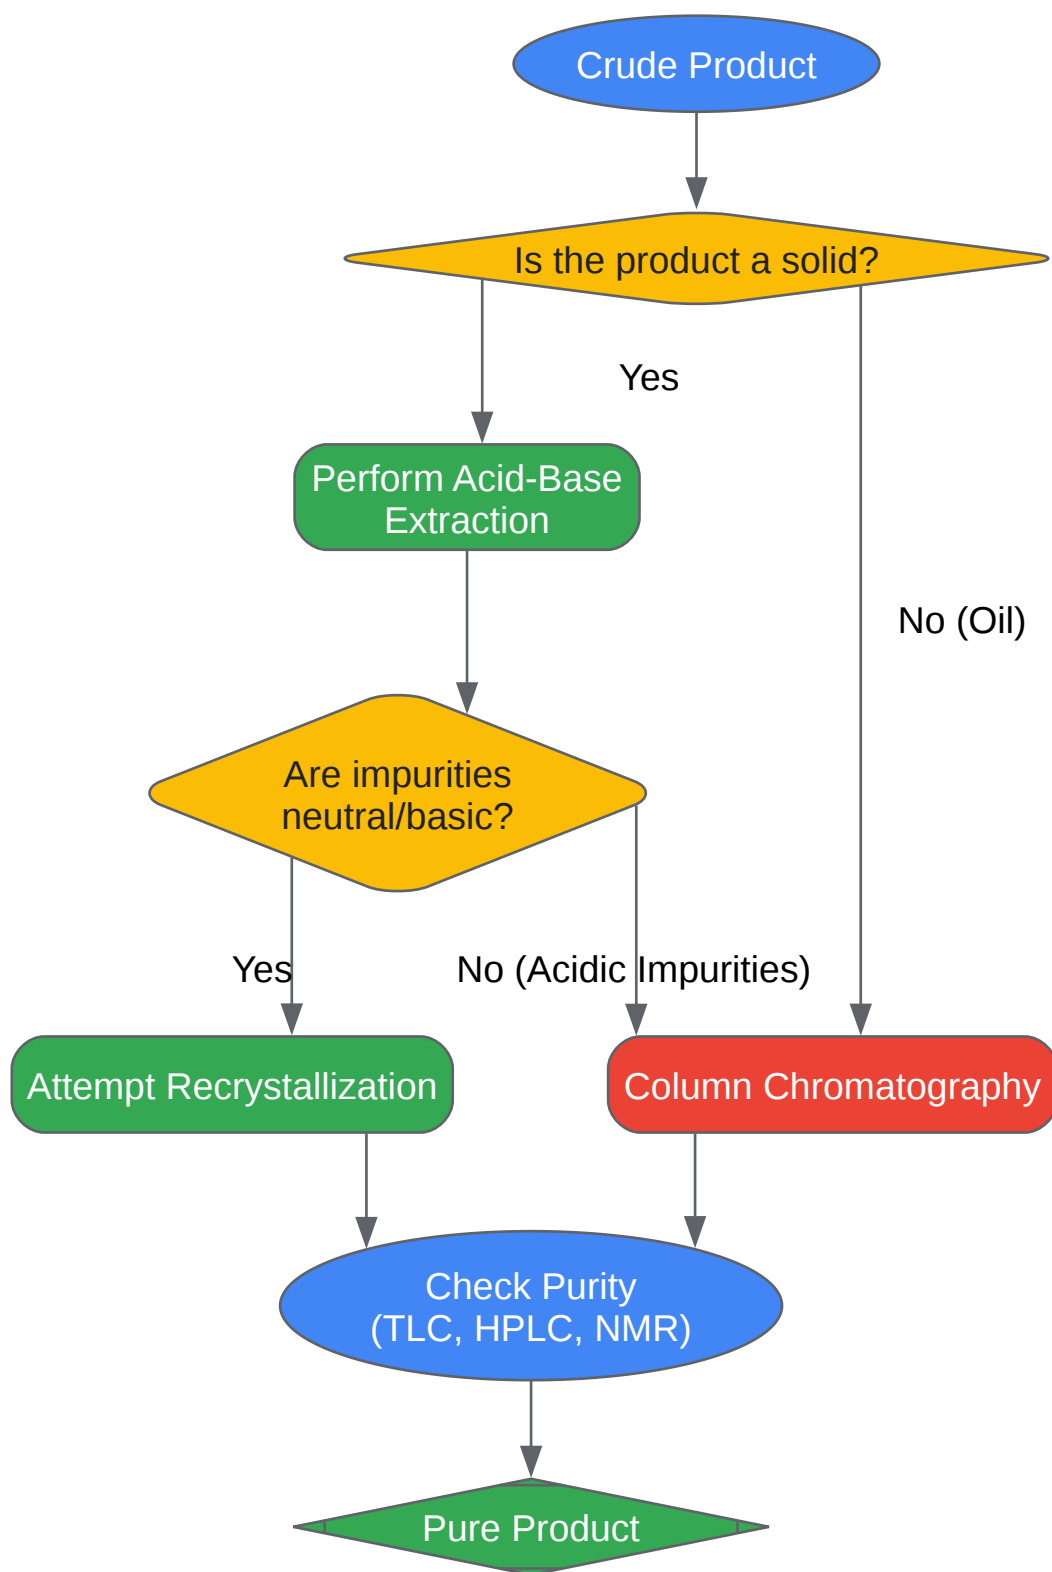 Crude Product
Is the product a solid?
Yes
Perform Acid-Base
Extraction
No (Oil)
Are impurities
neutral/basic?
Yes
No (Acidic Impurities)
Attempt Recrystallization
Column Chromatography
Check Purity
(TLC, HPLC, NMR)
Pure Product